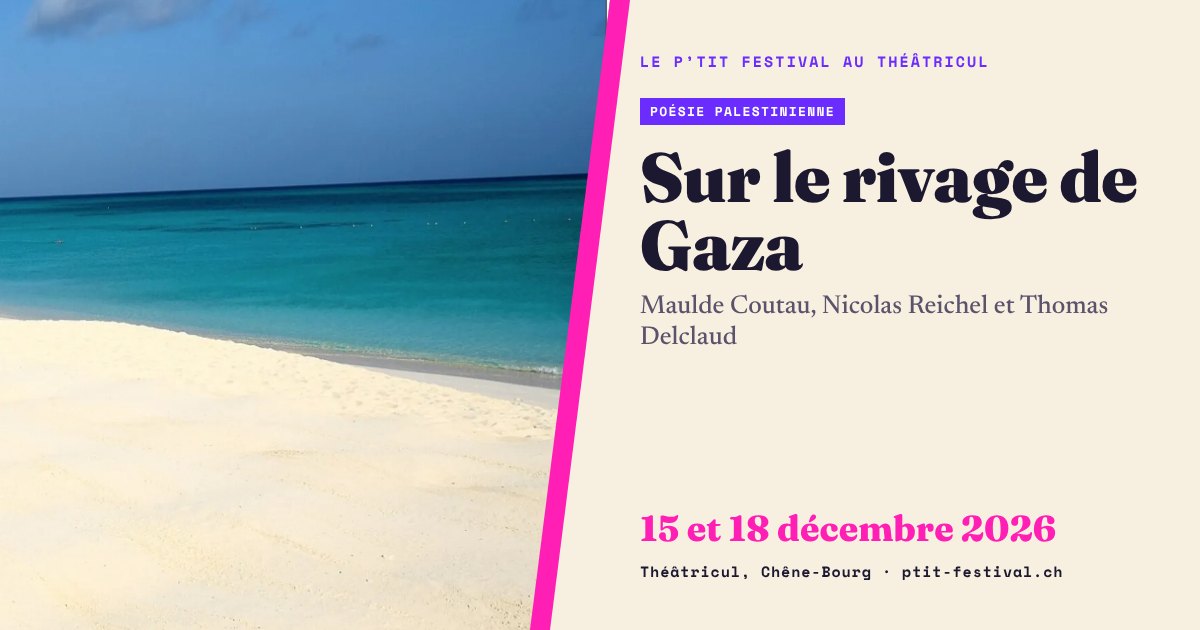 LE P'TIT FESTIVAL AU THÉÂTRICUL
POÉSIE PALESTINIENNE
Sur le rivage de
Gaza
Maulde Coutau, Nicolas Reichel et Thomas
Delclaud
15 et 18 décembre 2026
Théâtricul, Chêne-Bourg · ptit-festival.ch